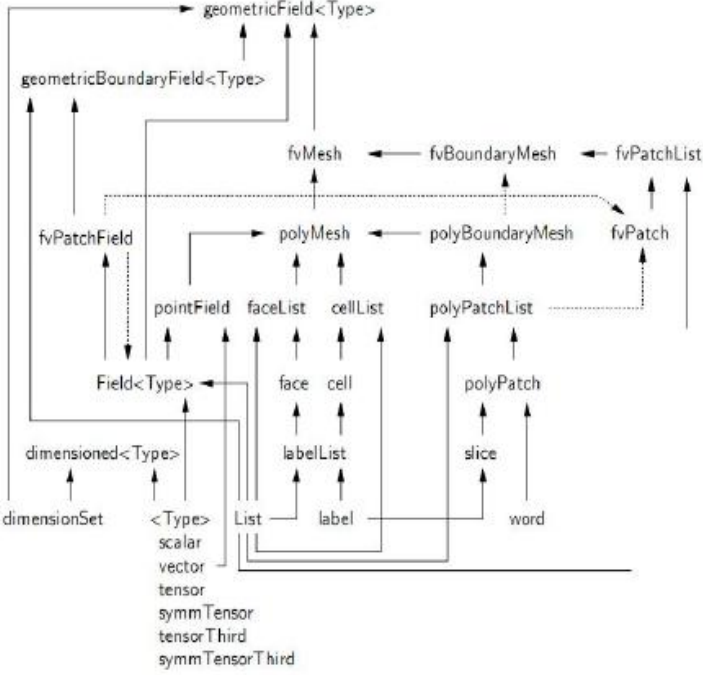 geometricField<Type>
geometricBoundaryField<Type>
fvMesh fvBoundaryMesh fvPatchList
fvPatchField polyMesh polyBoundaryMesh fvPatch
pointField faceList cellList polyPatchList
Field<Type> face cell polyPatch
dimensioned<Type> labelList slice
dimensionSet <Type> List label word
scalar
vector
tensor
symmTensor
tensorThird
symmTensorThird